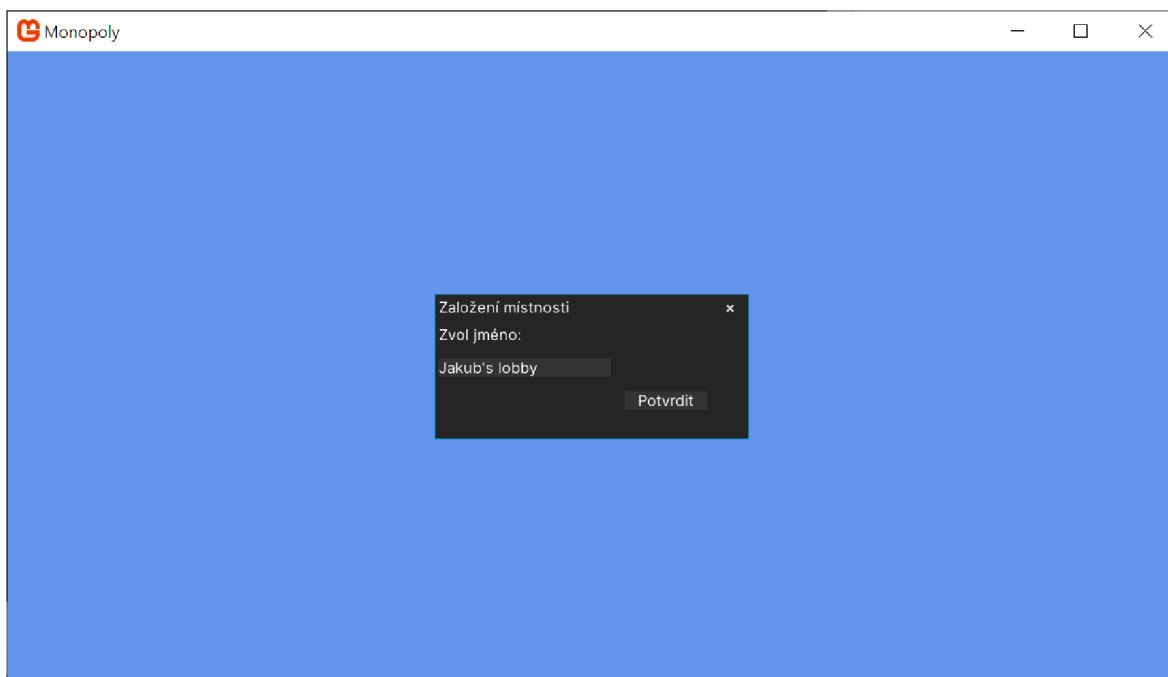 Monopoly
Založení místnosti
Zvol jméno:
Jakub's lobby
Potvrdit